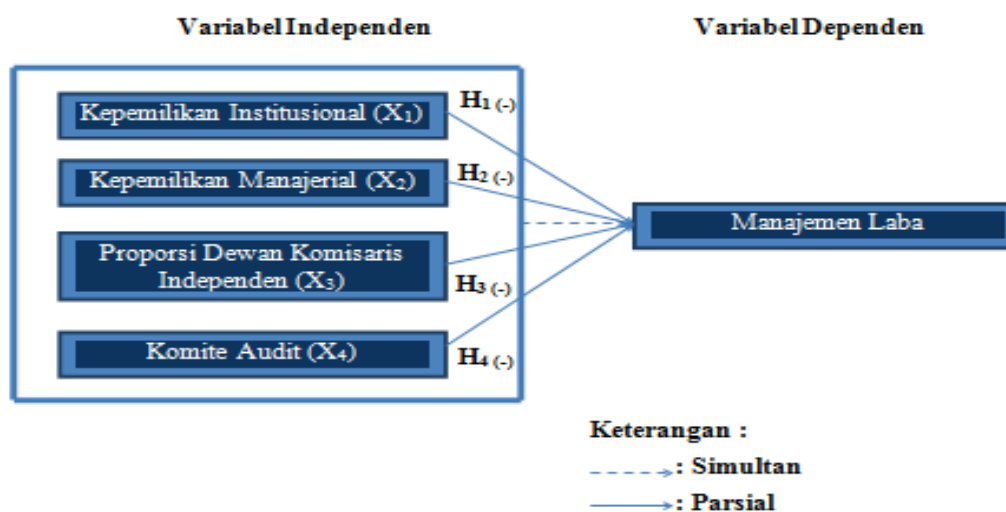 Variabel Independen
Variabel Dependen
Kepemilikan Institusional (X₁)
H₁ (-)
Kepemilikan Manajerial (X₂)
H₂ (-)
Manajemen Laba
Proporsi Dewan Komisaris
Independen (X₃)
H₃ (-)
Komite Audit (X₄)
H₄ (-)
Keterangan :
: Simultan
: Parsial